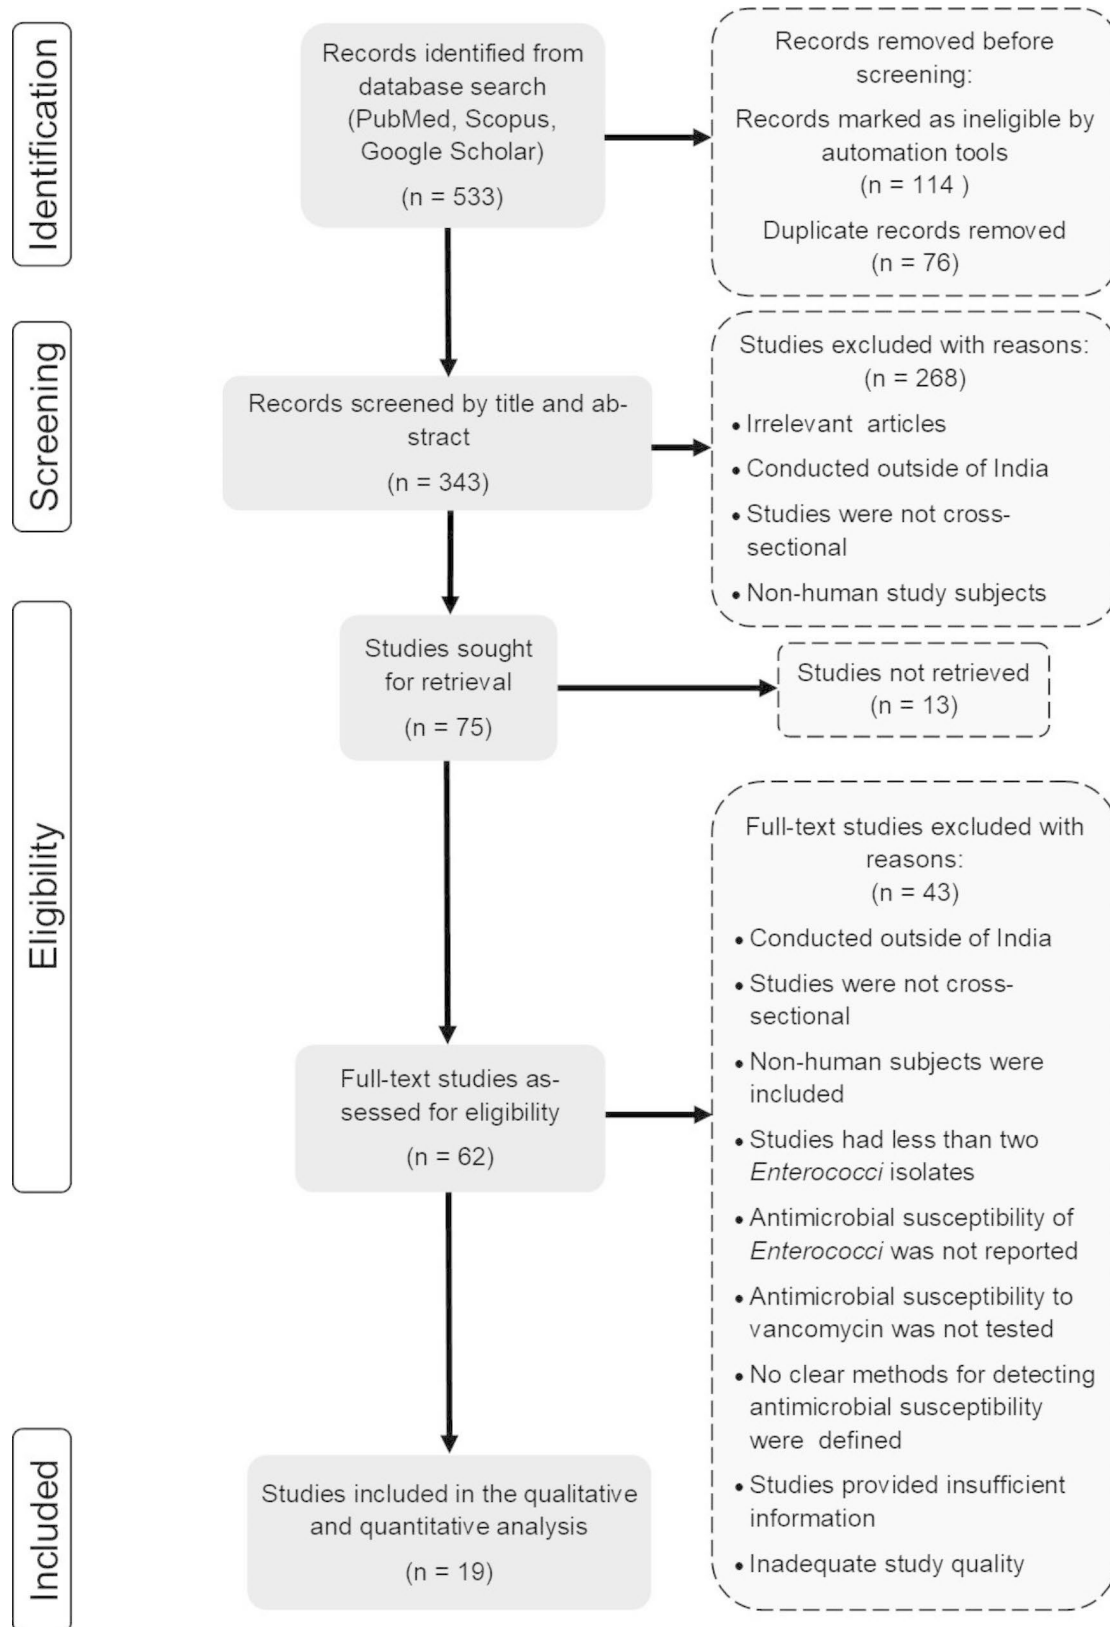 Identification
Records identified from
database search
(PubMed, Scopus,
Google Scholar)
(n = 533)
Records removed before
screening:
Records marked as ineligible by
automation tools
(n = 114 )
Duplicate records removed
(n = 76)
Screening
Records screened by title and ab-
stract
(n = 343)
Studies excluded with reasons:
(n = 268)
• Irrelevant articles
• Conducted outside of India
• Studies were not cross-
sectional
• Non-human study subjects
Eligibility
Studies sought
for retrieval
(n = 75)
Studies not retrieved
(n = 13)
Full-text studies as-
sessed for eligibility
(n = 62)
Full-text studies excluded with
reasons:
(n = 43)
• Conducted outside of India
• Studies were not cross-
sectional
• Non-human subjects were
included
• Studies had less than two
Enterococci isolates
• Antimicrobial susceptibility of
Enterococci was not reported
• Antimicrobial susceptibility to
vancomycin was not tested
• No clear methods for detecting
antimicrobial susceptibility
were defined
• Studies provided insufficient
information
• Inadequate study quality
Included
Studies included in the qualitative
and quantitative analysis
(n = 19)